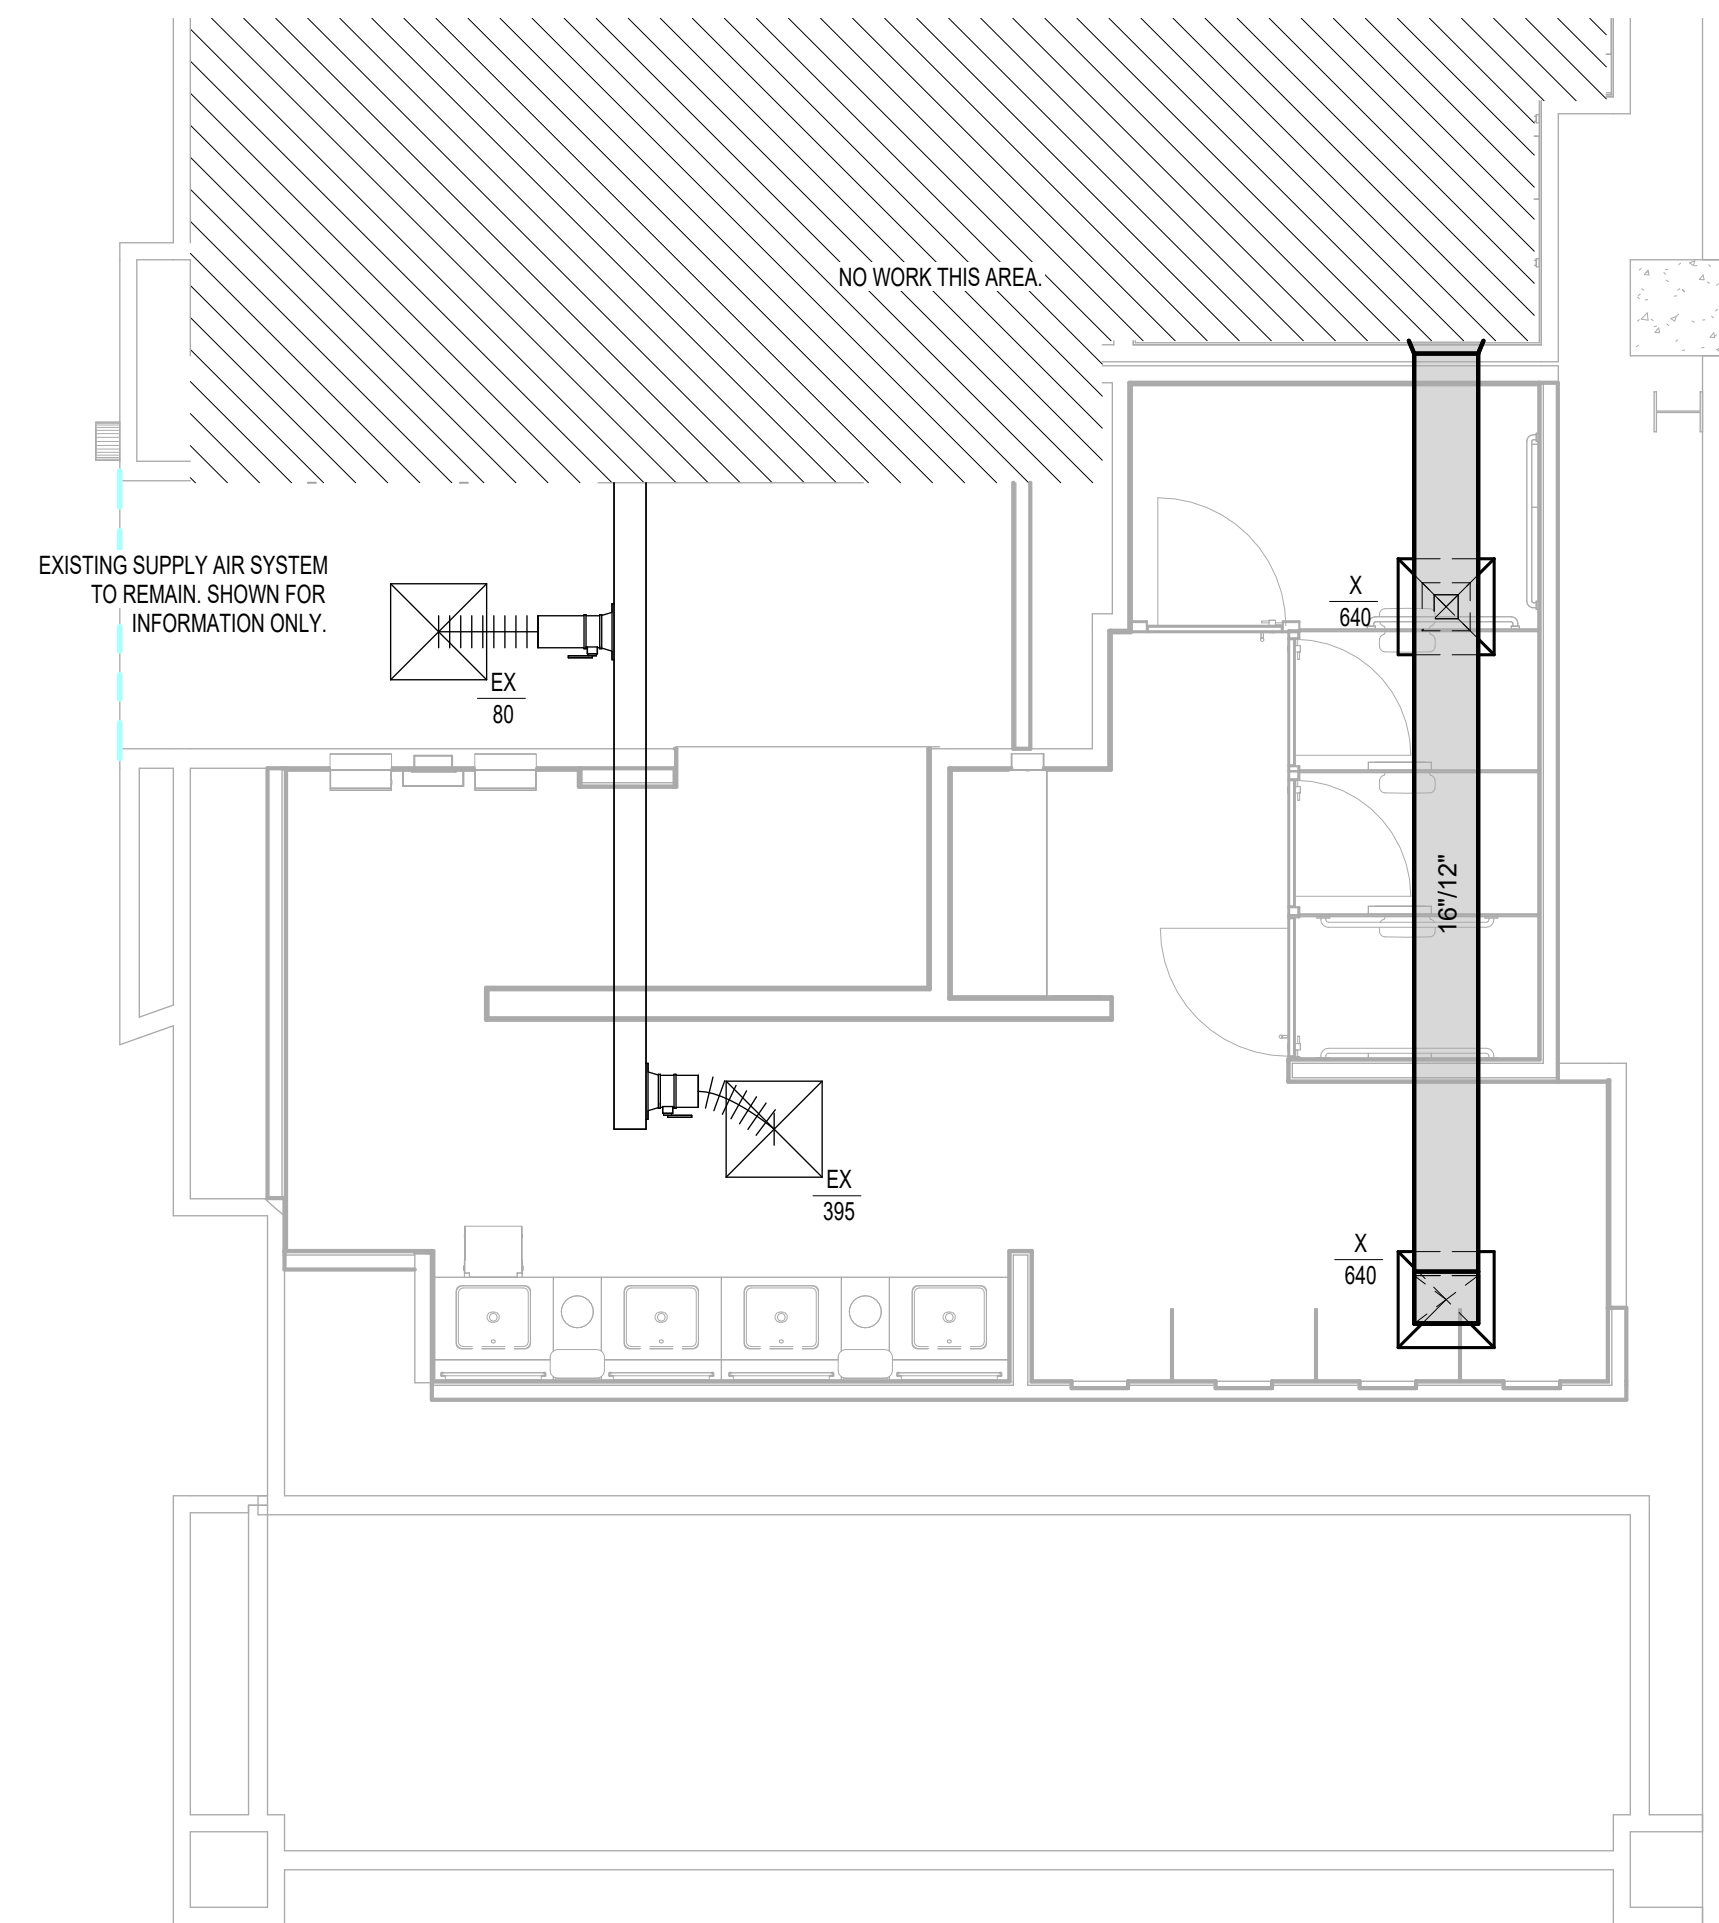 NO WORK THIS AREA.
EXISTING SUPPLY AIR SYSTEM
TO REMAIN. SHOWN FOR
INFORMATION ONLY.
X
640
EX
80
16"/12"
EX
395
X
640